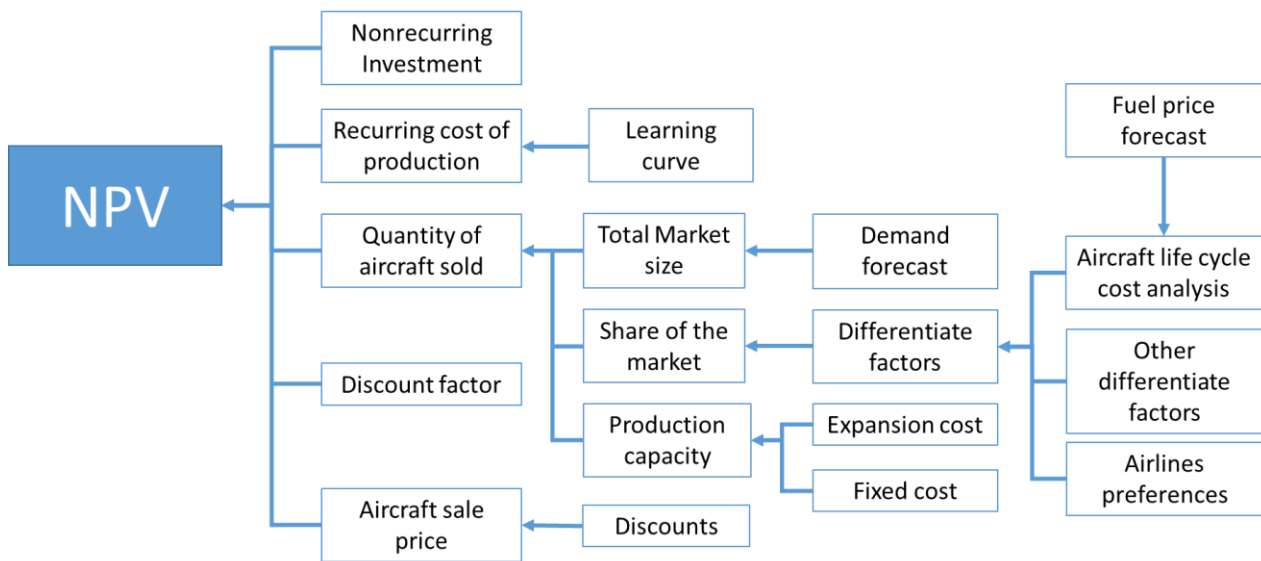 NPV
Nonrecurring
Investment
Recurring cost of
production
Quantity of
aircraft sold
Discount factor
Aircraft sale
price
Learning
curve
Total Market
size
Share of the
market
Production
capacity
Discounts
Demand
forecast
Differentiate
factors
Expansion cost
Fixed cost
Fuel price
forecast
Aircraft life cycle
cost analysis
Other
differentiate
factors
Airlines
preferences